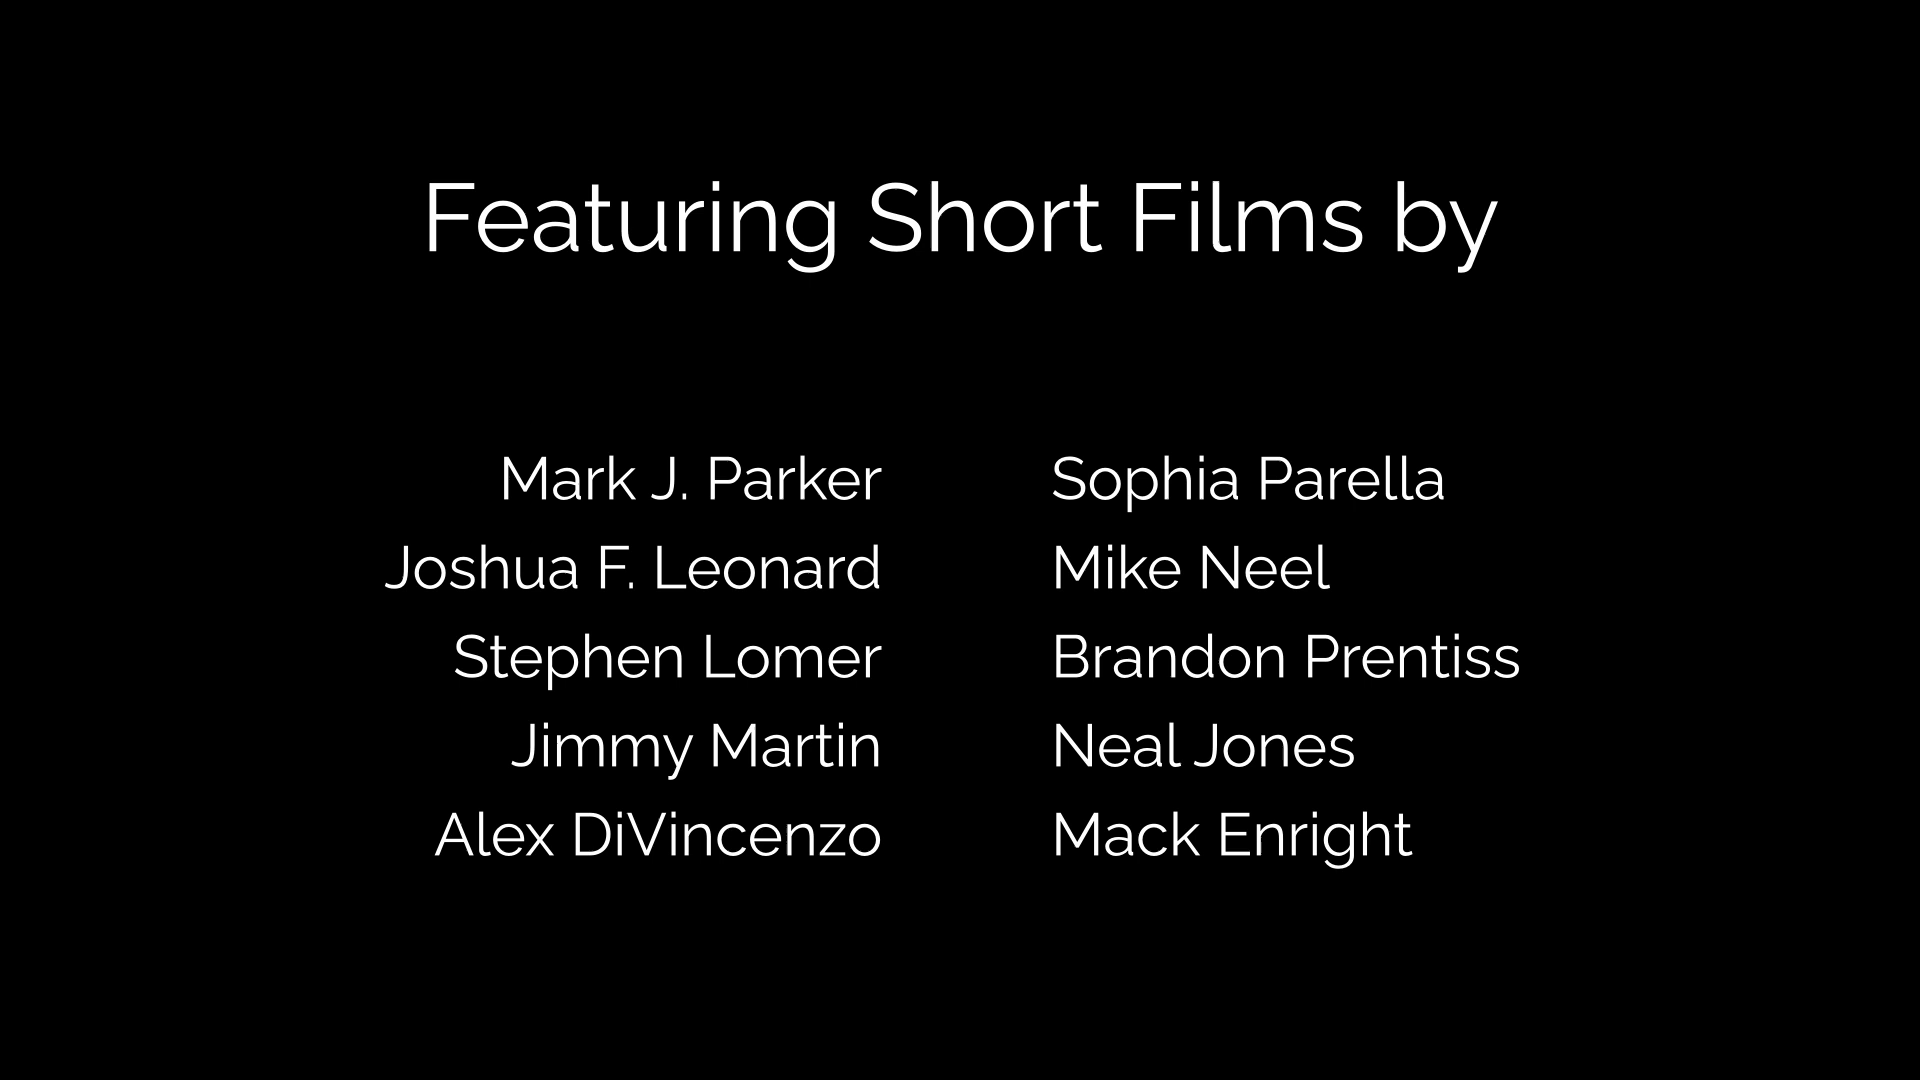 Featuring Short Films by
Mark J. Parker
Joshua F. Leonard
Stephen Lomer
Jimmy Martin
Alex DiVincenzo
Sophia Parella
Mike Neel
Brandon Prentiss
Neal Jones
Mack Enright